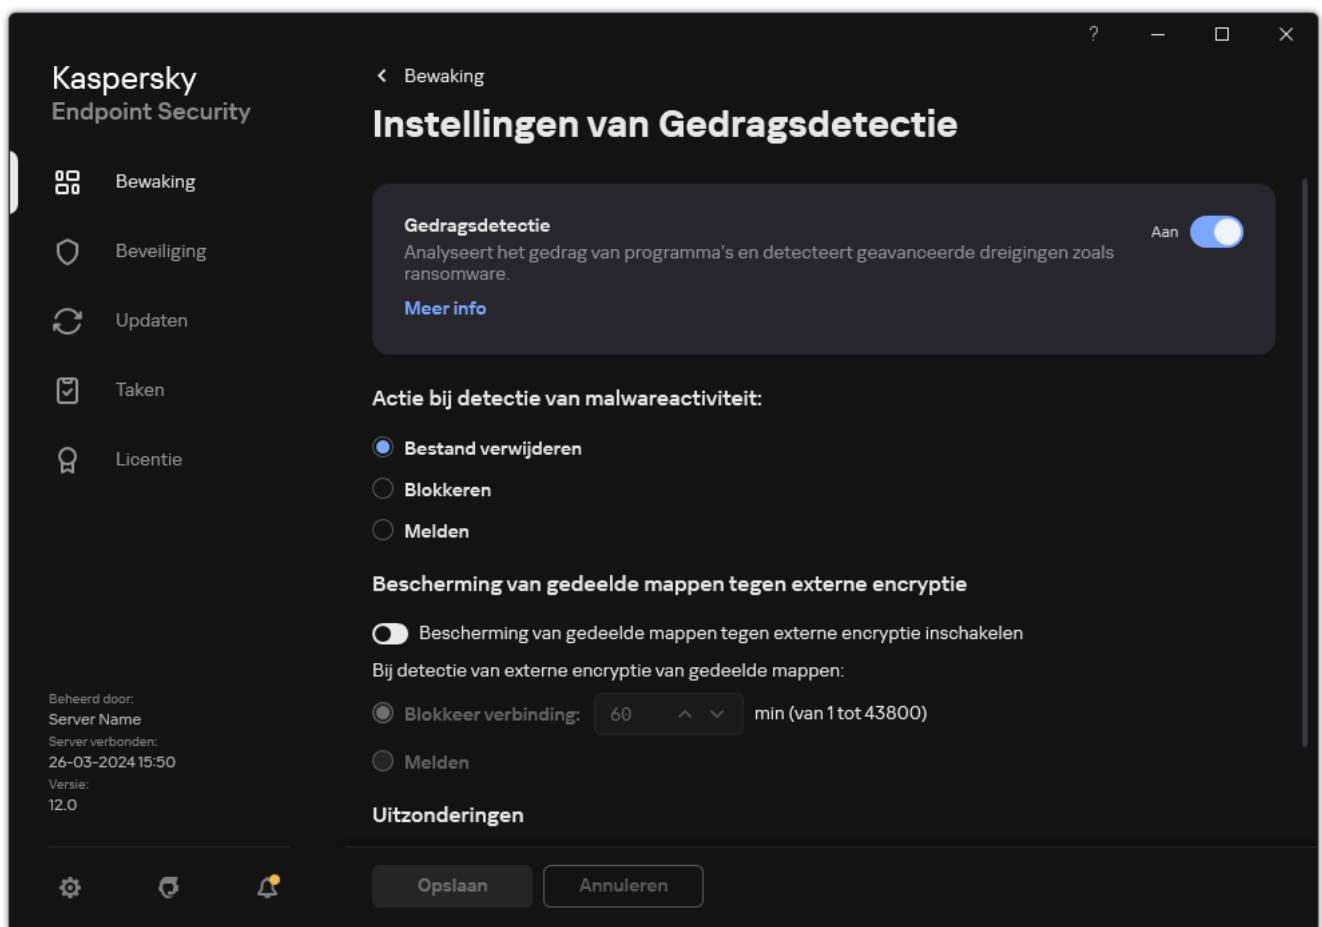 ?
Kaspersky
Endpoint Security
Bewaking
Beveiliging
Updaten
Taken
Licentie
Beheerd door:
Server Name
Server verbonden:
26-03-2024 15:50
Versie:
12.0
Bewaking
Instellingen van Gedragsdetectie
Gedragsdetectie
Aan
Analyseert het gedrag van programma's en detecteert geavanceerde dreigingen zoals
ransomware.
Meer info
Actie bij detectie van malwareactiviteit:
Bestand verwijderen
Blokkeren
Melden
Bescherming van gedeelde mappen tegen externe encryptie
Bescherming van gedeelde mappen tegen externe encryptie inschakelen
Bij detectie van externe encryptie van gedeelde mappen:
Blokkeer verbinding: 60 min (van 1 tot 43800)
Melden
Uitzonderingen
Opslaan Annuleren